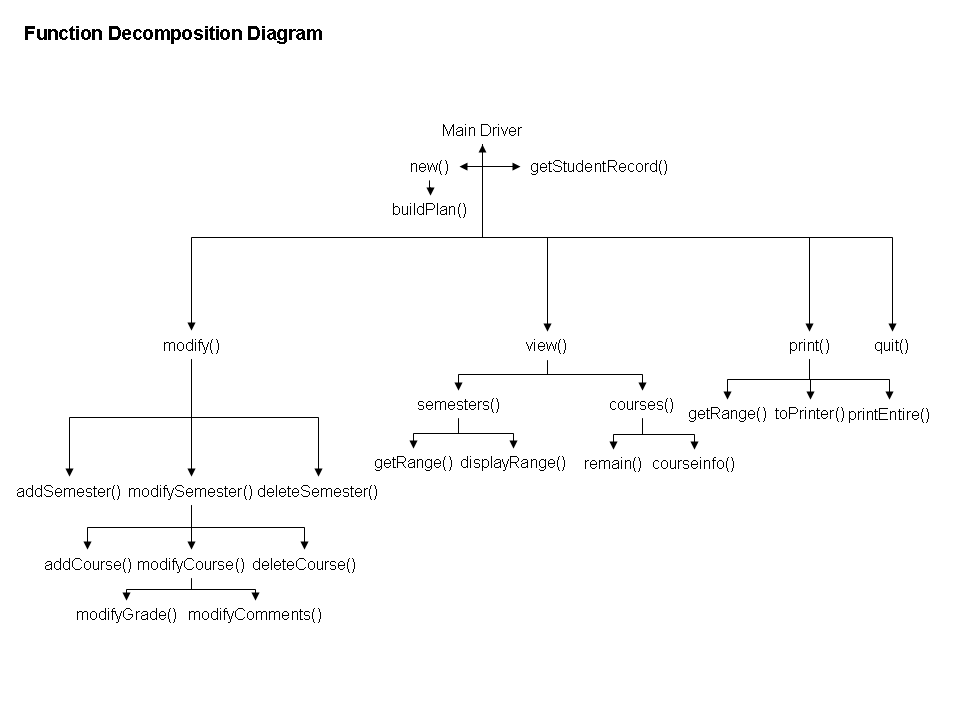 Function Decomposition Diagram
Main Driver
new() getStudentRecord()
buildPlan()
modify() view() print() quit()
semesters() courses() getRange() toPrinter() printEntire()
getRange() displayRange() remain() courseinfo()
addSemester() modifySemester() deleteSemester()
addCourse() modifyCourse() deleteCourse()
modifyGrade() modifyComments()